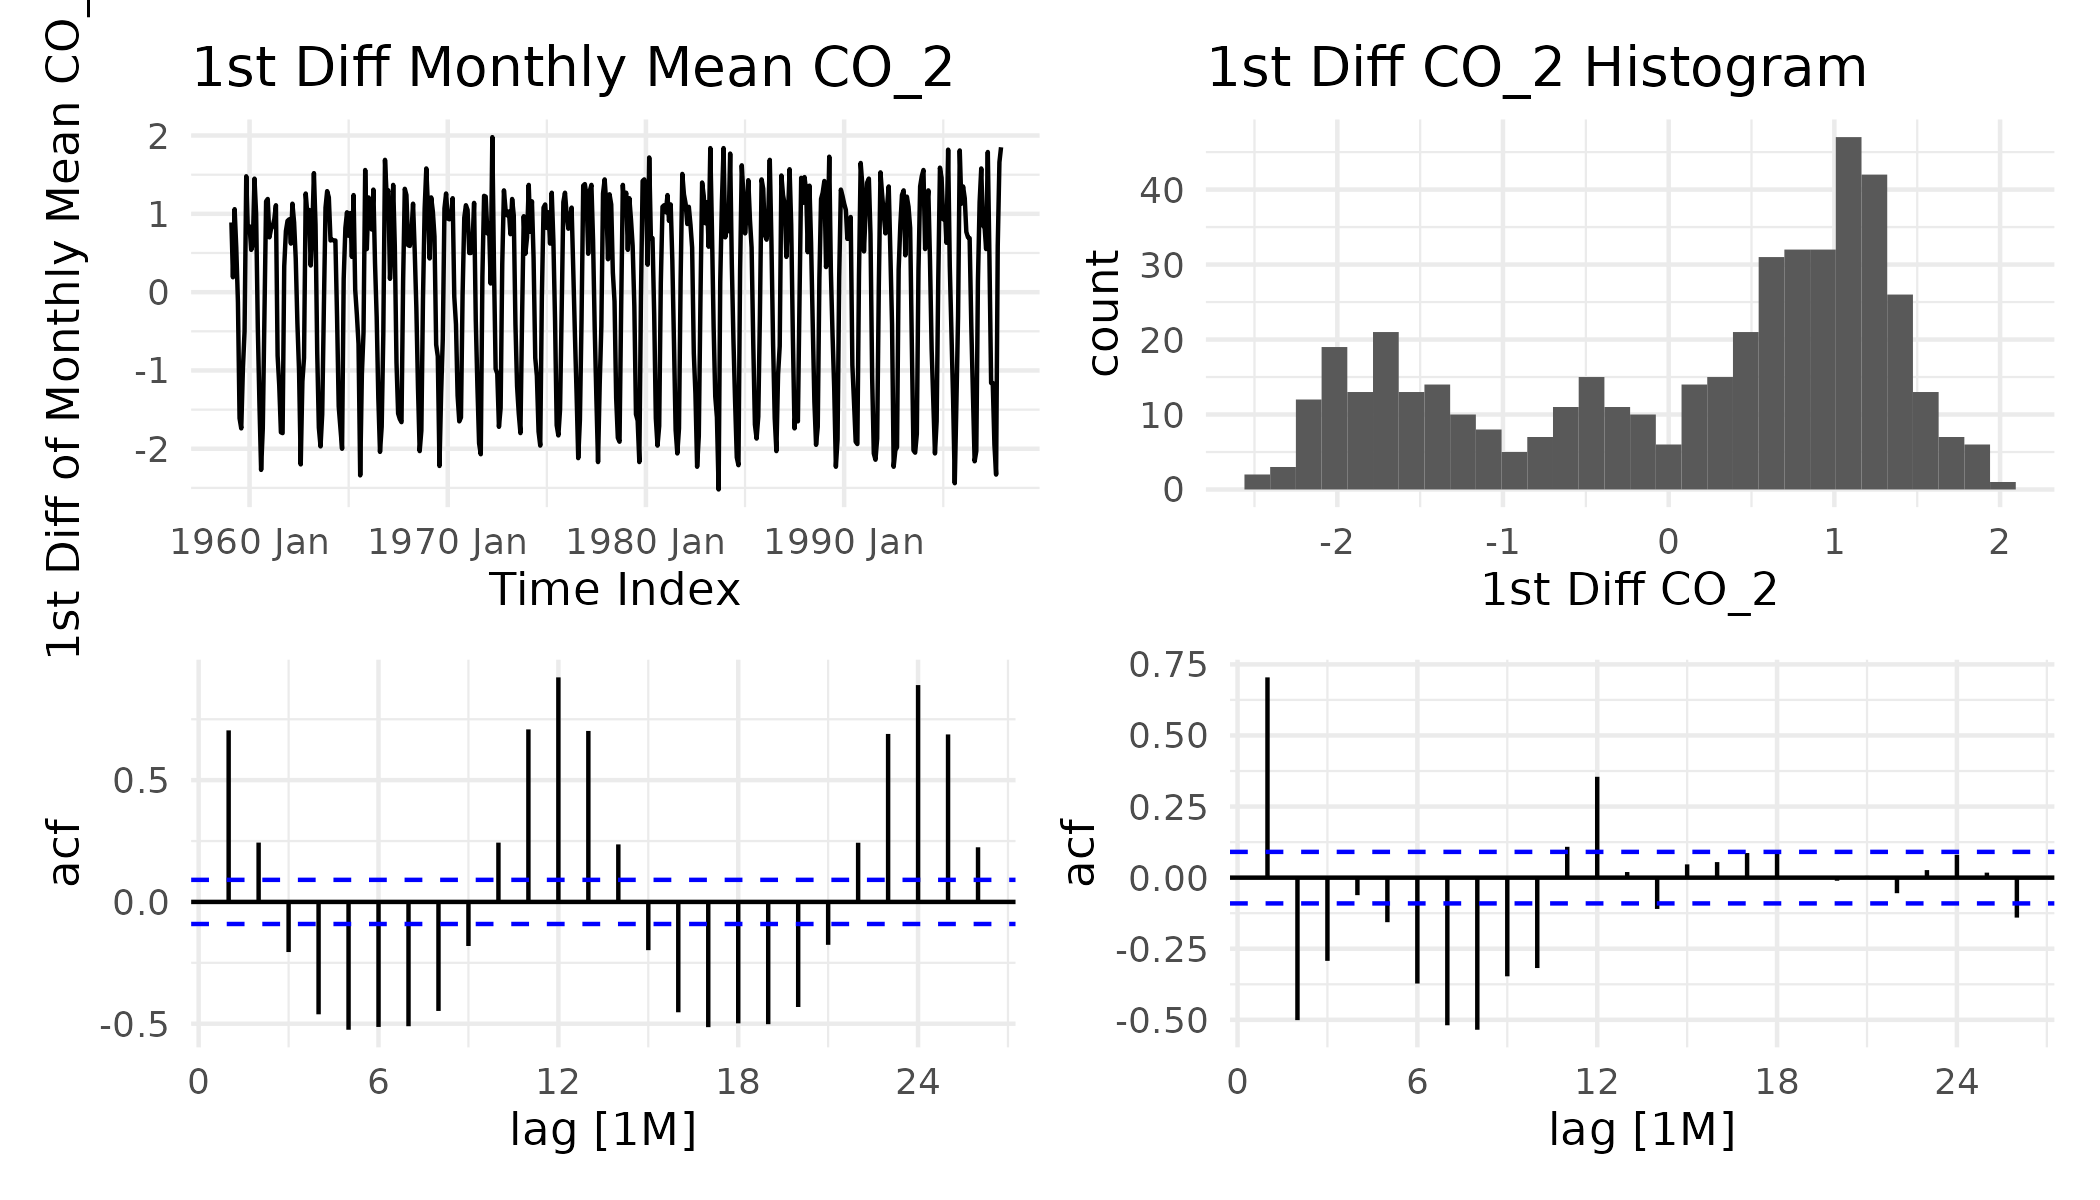 1st Diff Monthly Mean CO_2
1st Diff of Monthly Mean CO_
2
1
0
-1
-2
1960 Jan 1970 Jan 1980 Jan 1990 Jan
Time Index
1st Diff CO_2 Histogram
count
40
30
20
10
0
-2 -1 0 1 2
1st Diff CO_2
acf
0.5
0.0
-0.5
0 6 12 18 24
lag [1M]
acf
0.75
0.50
0.25
0.00
-0.25
-0.50
0 6 12 18 24
lag [1M]